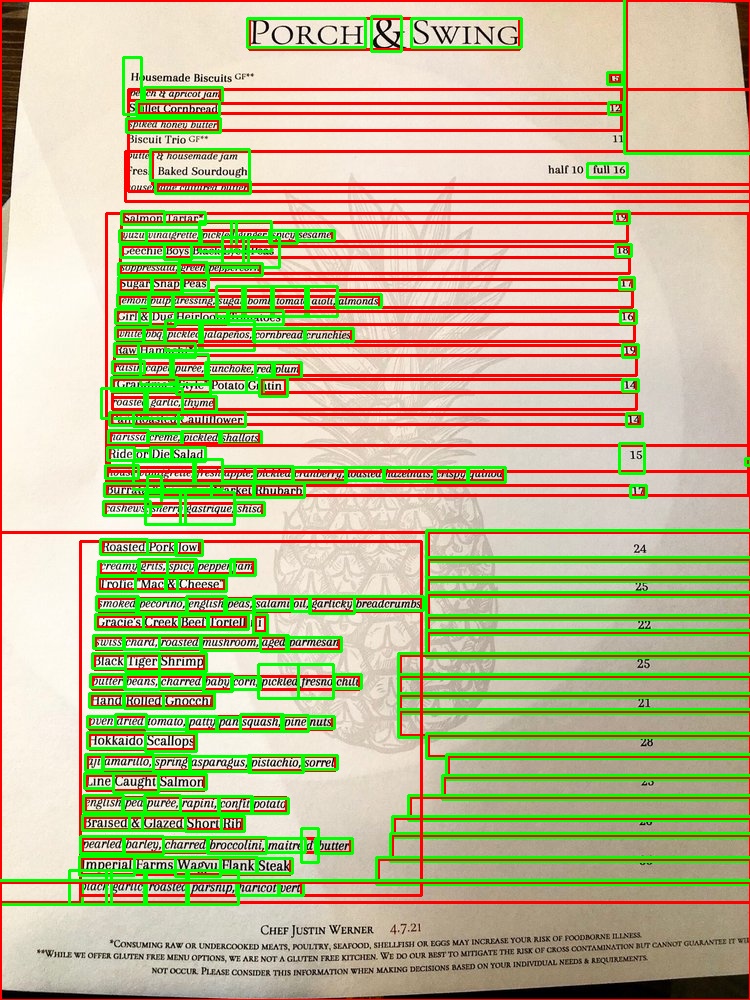 PORCH & SWING
Housemade Biscuits GF**
peach & apricot jam
Skillet Cornbread 12
spiked honey butter
Biscuit Trio GF** 11
butter & housemade jam
Fresh Baked Sourdough half 10 full 16
house made cultured butter
Salmon Tartar* 19
yuzu vinaigrette, pickled ginger, spicy sesame
Geechie Boys Black Eyed Peas 18
soppressata, green peppercorn
Sugar Snap Peas 17
lemon pulp dressing, sugar bomb tomato, aioli, almonds
Girl & Dug Heirloom Tomatoes 16
white bbq, pickled jalapeños, cornbread crunchies
Raw Hamachi* 19
raisin caper purée, sunchoke, red plum
"Grandma Style" Potato Gratin 14
roasted garlic, thyme
Pan Roasted Cauliflower 13
harissa creme, pickled shallots
Ride or Die Salad 15
house vinaigrette, fresh apple, pickled cranberry, toasted hazelnuts, crispy quinoa
Burrata & Market Rhubarb 17
cashews, sherry gastrique, shiso
Roasted Pork Jowl 24
creamy grits, spicy pepper jam
Trofie "Mac & Cheese" 25
smoked pecorino, english peas, salami oil, garlicky breadcrumbs
Gracie's Creek Beef Tortelli 22
swiss chard, roasted mushroom, aged parmesan
Black Tiger Shrimp 25
butter beans, charred baby corn, pickled fresno chili
Hand Rolled Gnocchi 21
oven dried tomato, patty pan squash, pine nuts
Hokkaido Scallops 28
aji amarillo, spring asparagus, pistachio, sorrel
Line Caught Salmon
english pea purée, rapini, confit potato
Braised & Glazed Short Rib
pearled barley, charred broccolini, maitre d butter
Imperial Farms Wagyu Flank Steak
black garlic, roasted parsnip, haricot vert
CHEF JUSTIN WERNER 4.7.21
*CONSUMING RAW OR UNDERCOOKED MEATS, POULTRY, SEAFOOD, SHELLFISH OR EGGS MAY INCREASE YOUR RISK OF FOODBORNE ILLNESS.
**WHILE WE OFFER GLUTEN FREE MENU OPTIONS, WE ARE NOT A GLUTEN FREE KITCHEN. WE DO OUR BEST TO MITIGATE THE RISK OF CROSS CONTAMINATION BUT CANNOT GUARANTEE IT
NOT OCCUR. PLEASE CONSIDER THIS INFORMATION WHEN MAKING DECISIONS BASED ON YOUR INDIVIDUAL NEEDS & REQUIREMENTS.